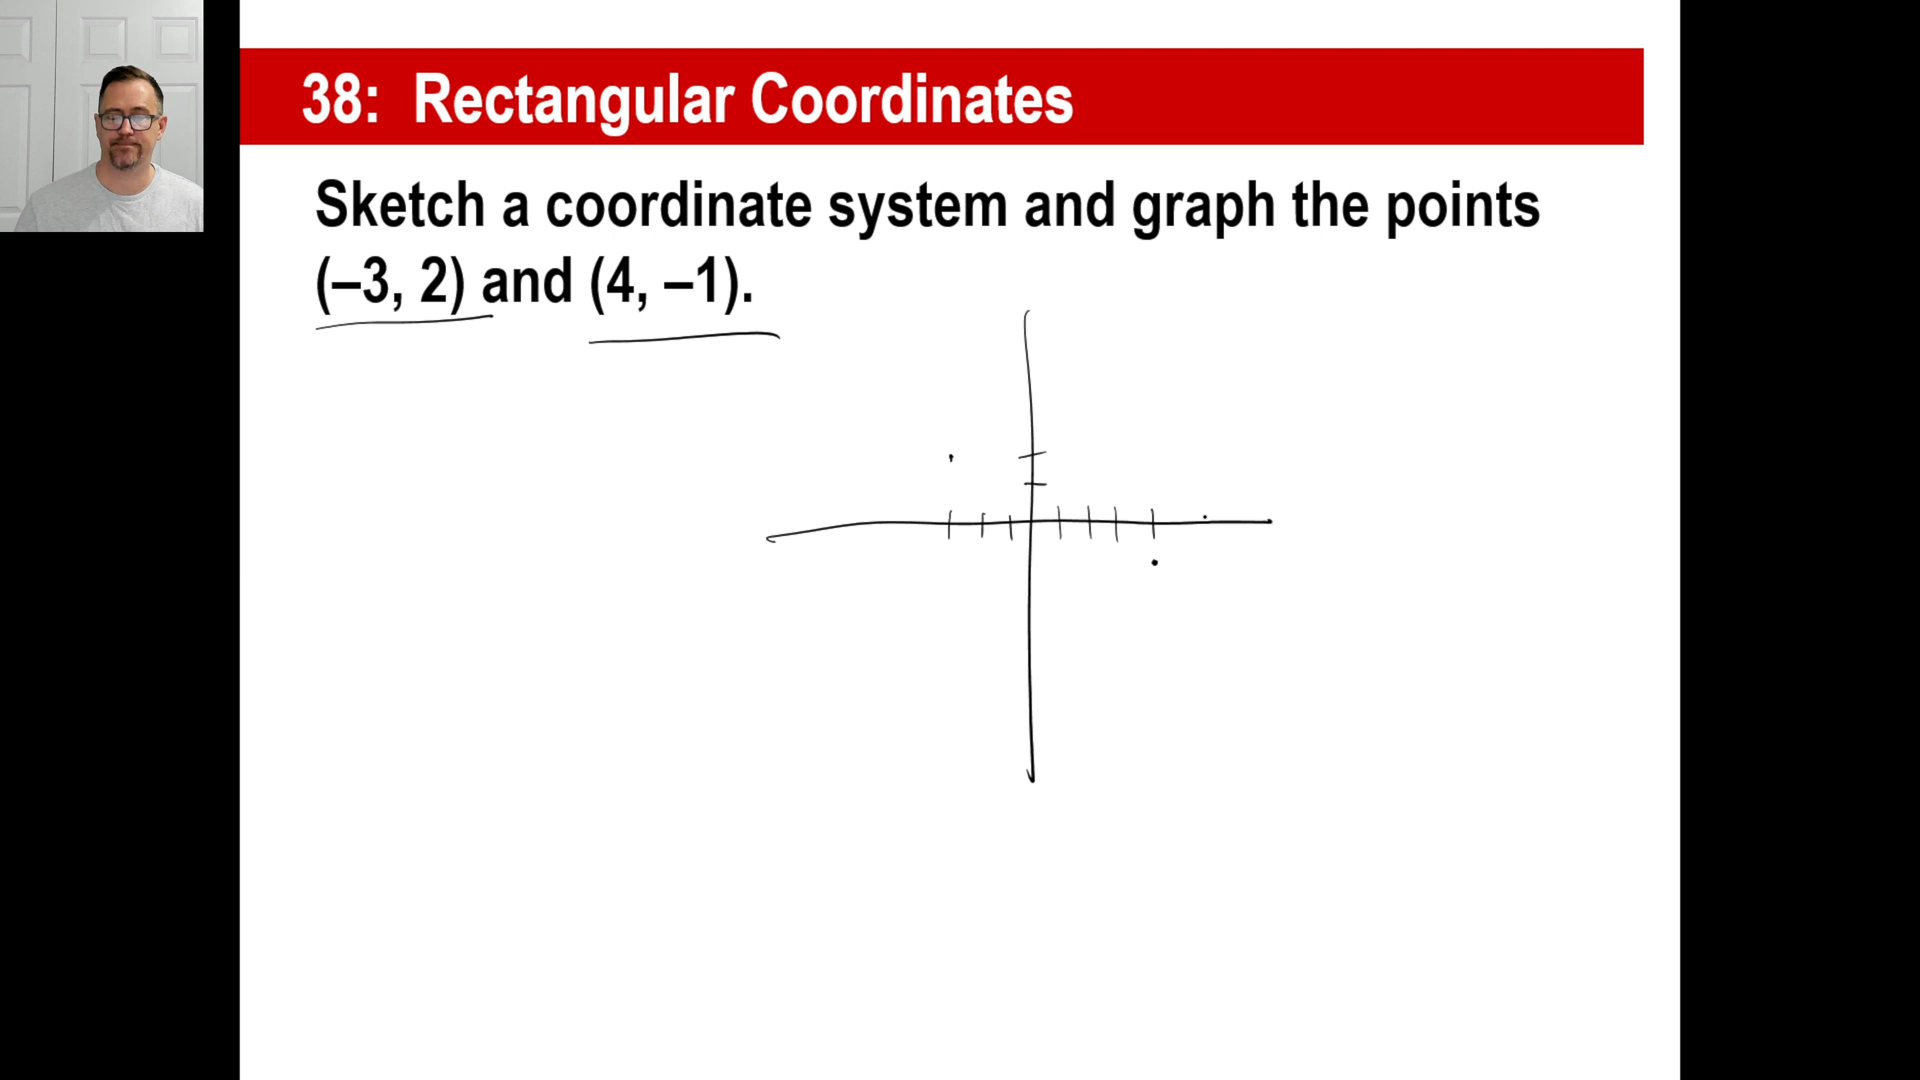 38: Rectangular Coordinates
Sketch a coordinate system and graph the points
(–3, 2) and (4, –1).